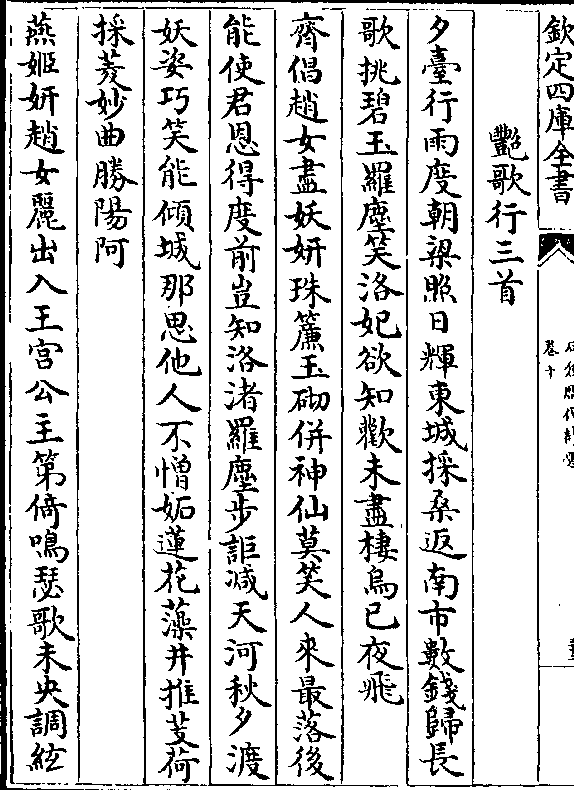 欽定四庫全書
卷十
豔歌行三首
夕臺行雨度朝梁照日輝東城採桑返南市數錢歸長
歌挑碧玉羅塵笑洛妃欲知歡未盡棲烏已夜飛
齊倡趙女盡妖妍珠簾玉砌併神仙莫笑人來最落後
能使君恩得度前豈知洛渚羅塵步詎減天河秋夕渡
妖姿巧笑能傾城那思他人不憎妬蓮花藻井推芰荷
採菱妙曲勝陽阿
燕姬妍趙女麗出入王宮公主第倚鳴瑟歌未央調絃